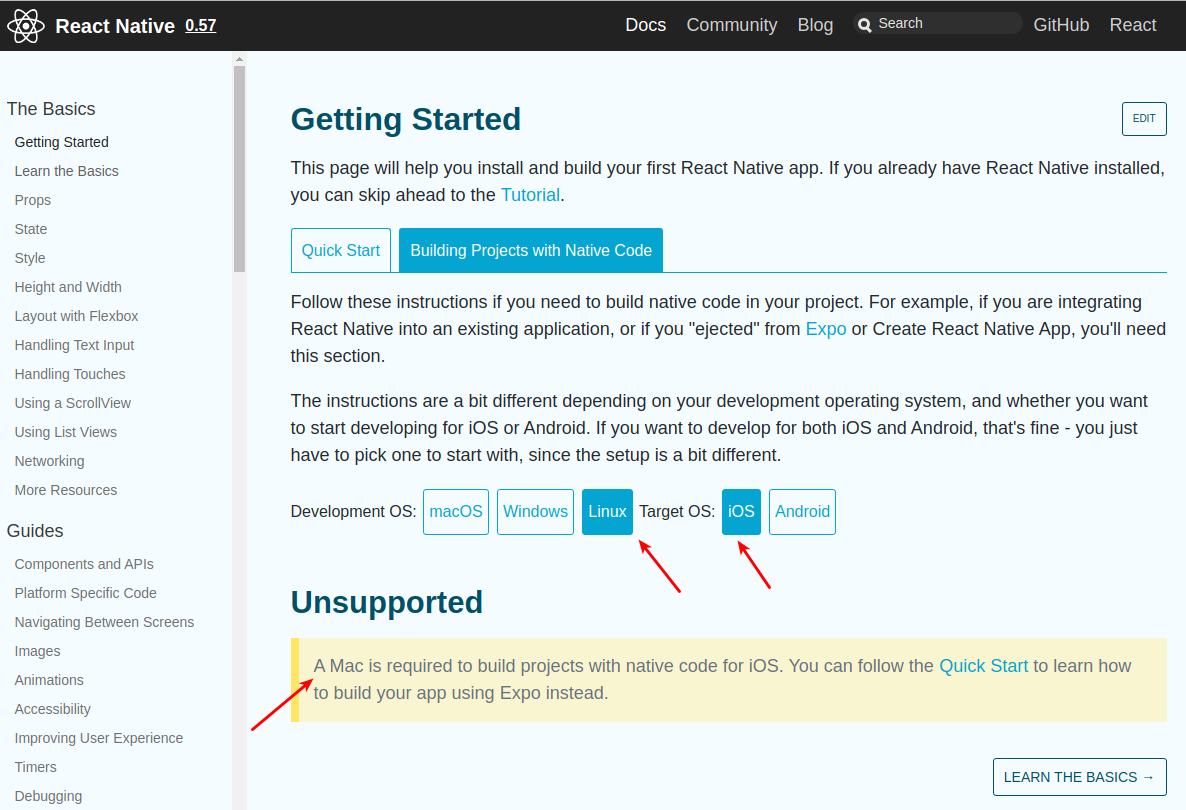 React Native 0.57
Docs Community Blog Search GitHub React
The Basics
Getting Started
Learn the Basics
Props
State
Style
Height and Width
Layout with Flexbox
Handling Text Input
Handling Touches
Using a ScrollView
Using List Views
Networking
More Resources
Guides
Components and APIs
Platform Specific Code
Navigating Between Screens
Images
Animations
Accessibility
Improving User Experience
Timers
Debugging
Getting Started
EDIT
This page will help you install and build your first React Native app. If you already have React Native installed,
you can skip ahead to the Tutorial.
Quick Start Building Projects with Native Code
Follow these instructions if you need to build native code in your project. For example, if you are integrating
React Native into an existing application, or if you "ejected" from Expo or Create React Native App, you'll need
this section.
The instructions are a bit different depending on your development operating system, and whether you want
to start developing for iOS or Android. If you want to develop for both iOS and Android, that's fine - you just
have to pick one to start with, since the setup is a bit different.
Development OS: macOS Windows Linux Target OS: iOS Android
Unsupported
A Mac is required to build projects with native code for iOS. You can follow the Quick Start to learn how
to build your app using Expo instead.
LEARN THE BASICS →